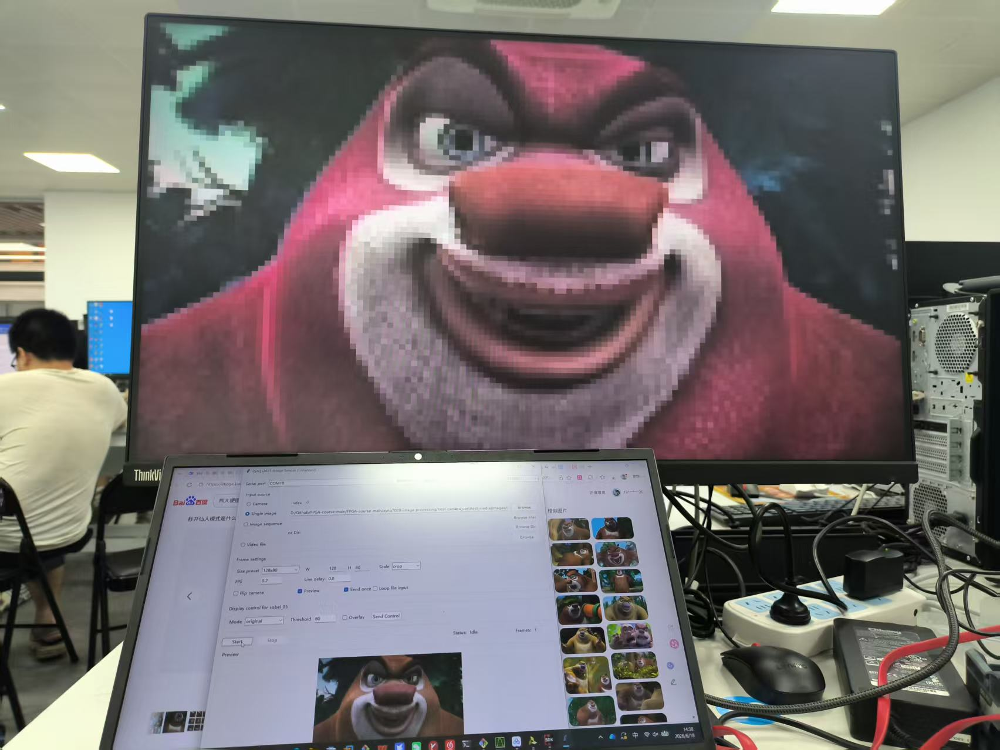 ThinkVi
Zynq UART Image Sender
Serial port COM10
Input source
Camera Index 0
Single image D:/Github/FPGA-course-main/FPGA-course-main/zynq7020-image-processing/host_camera_uart/test_media/images/ Browse
Image sequence Browse Files
or Dir: Browse Dir
Browse
Video file
Frame settings
Size preset 128x80 W 128 H 80 Scale crop
FPS 0.2 Line delay 0.0
Flip camera Preview Send once Loop file input
Display control for sobel_05
Mode original Threshold 80 Overlay Send Control
Status: Idle Frames: 1
Start Stop
Preview
https://image.bai
Bai du 百度 熊大梗图
秒开仙人模式是什么
百度首页 191******20
相似图片
SDK
中
14:38
2026/6/18
lenovo